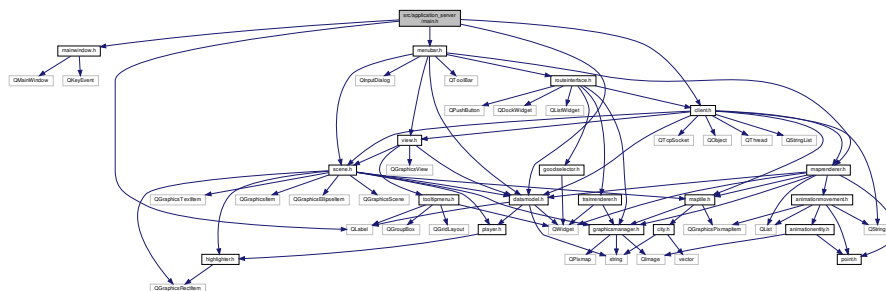 src/application_server
/main.h
mainwindow.h
menubar.h
QMainWindow
QKeyEvent
QInputDialog
QToolBar
routeinterface.h
QPushButton
QDockWidget
QListWidget
client.h
view.h
QTcpSocket
QObject
QThread
QStringList
scene.h
QGraphicsView
goodselector.h
maprenderer.h
QGraphicsTextItem
QGraphicsItem
QGraphicsEllipseItem
QGraphicsScene
tooltipmenu.h
datamodel.h
trainrenderer.h
maptile.h
animationmovement.h
QLabel
QGroupBox
QGridLayout
player.h
QWidget
graphicmanager.h
city.h
QGraphicsPixmapItem
QList
animationentity.h
QString
highlighter.h
QPixmap
string
QImage
vector
point.h
QGraphicsRectItem